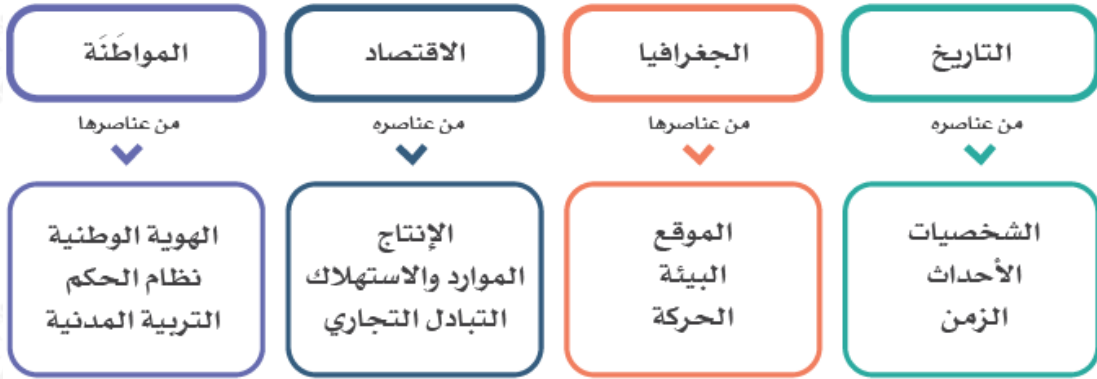 التاريخ
من عناصره
الشخصيات
الأحداث
الزمن
الجغرافيا
من عناصرها
الموقع
البيئة
الحركة
الاقتصاد
من عناصره
الإنتاج
الموارد والاستهلاك
التبادل التجاري
المواطَنَة
من عناصرها
الهوية الوطنية
نظام الحكم
التربية المدنية